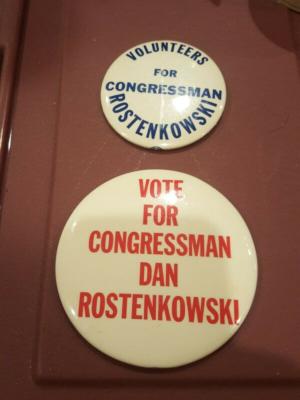 VOLUNTEERS
FOR
CONGRESSMAN
ROSTENKOWSKI
VOTE
FOR
CONGRESSMAN
DAN
ROSTENKOWSKI